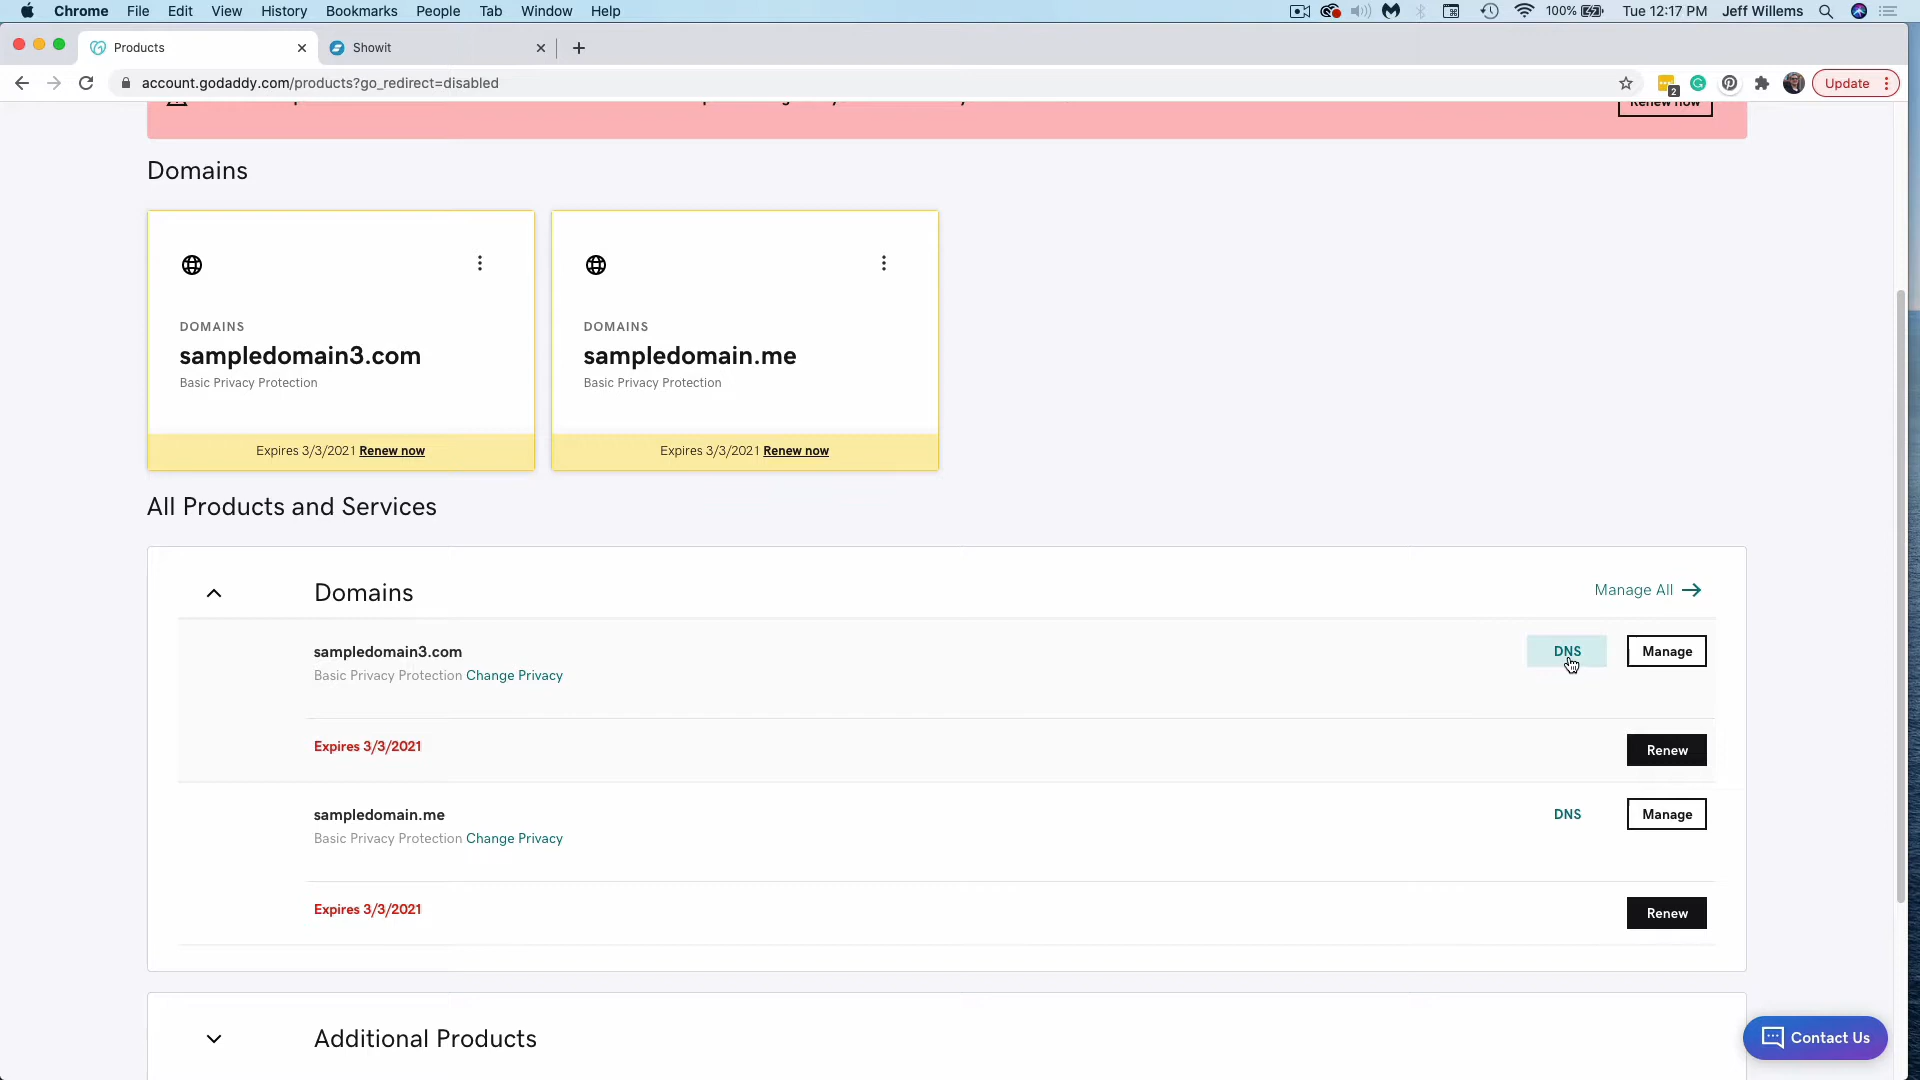 Chrome File Edit View History Bookmarks People Tab Window Help 100% Tue 12:17 PM Jeff Willems
Products Showit
account.godaddy.com/products?go_redirect=disabled 2 Update
Renew now
Domains
DOMAINS
sampledomain3.com
Basic Privacy Protection
Expires 3/3/2021 Renew now
DOMAINS
sampledomain.me
Basic Privacy Protection
Expires 3/3/2021 Renew now
All Products and Services
Domains Manage All
sampledomain3.com DNS Manage
Basic Privacy Protection Change Privacy
Expires 3/3/2021 Renew
sampledomain.me DNS Manage
Basic Privacy Protection Change Privacy
Expires 3/3/2021 Renew
Additional Products
Contact Us